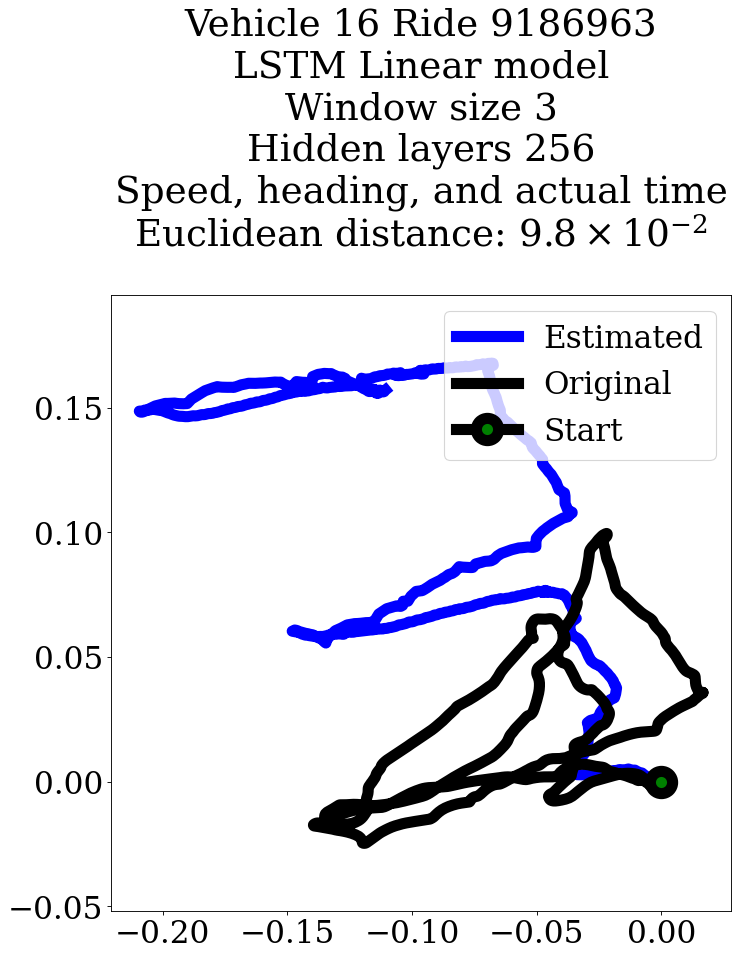 Vehicle 16 Ride 9186963
LSTM Linear model
Window size 3
Hidden layers 256
Speed, heading, and actual time
Euclidean distance: 9.8 × 10⁻²
Estimated
Original
Start
0.15
0.10
0.05
0.00
−0.05
−0.20 −0.15 −0.10 −0.05 0.00